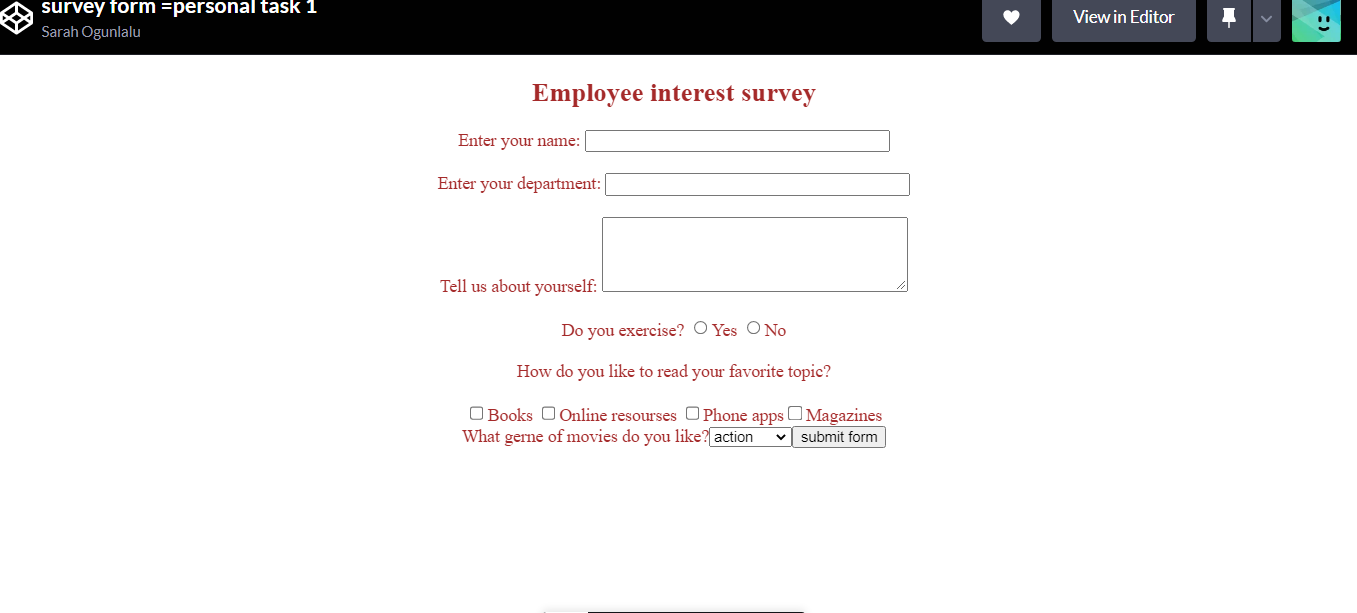 survey form =personal task 1
Sarah Ogunlalu
View in Editor
Employee interest survey
Enter your name:
Enter your department:
Tell us about yourself:
Do you exercise? Yes No
How do you like to read your favorite topic?
Books Online resourses Phone apps Magazines
What gerne of movies do you like? action submit form